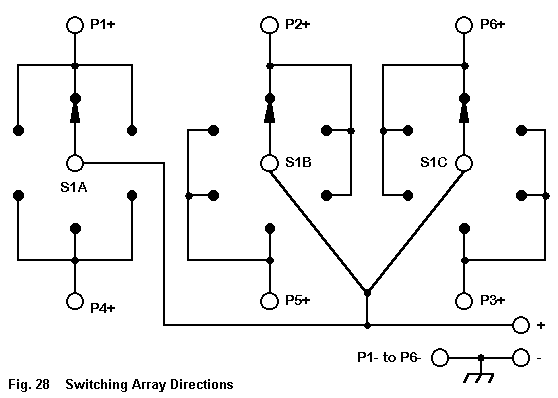 P1+ P2+ P6+
S1A S1B S1C
P4+ P5+ P3+
+
P1- to P6- -
Fig. 28 Switching Array Directions